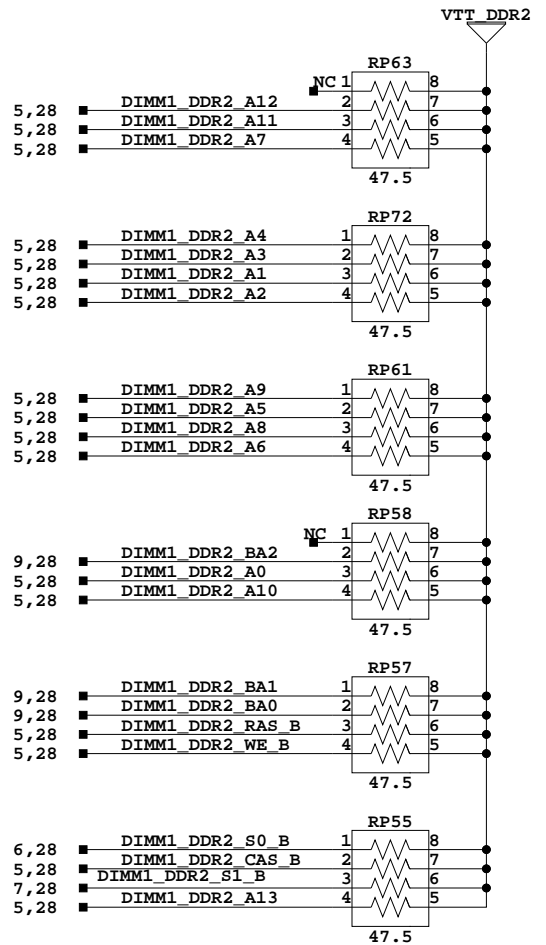 VTT_DDR2
RP63
NC 1 8
5,28 DIMM1_DDR2_A12 2 7
5,28 DIMM1_DDR2_A11 3 6
5,28 DIMM1_DDR2_A7 4 5
47.5
RP72
5,28 DIMM1_DDR2_A4 1 8
5,28 DIMM1_DDR2_A3 2 7
5,28 DIMM1_DDR2_A1 3 6
5,28 DIMM1_DDR2_A2 4 5
47.5
RP61
5,28 DIMM1_DDR2_A9 1 8
5,28 DIMM1_DDR2_A5 2 7
5,28 DIMM1_DDR2_A8 3 6
5,28 DIMM1_DDR2_A6 4 5
47.5
RP58
NC 1 8
9,28 DIMM1_DDR2_BA2 2 7
5,28 DIMM1_DDR2_A0 3 6
5,28 DIMM1_DDR2_A10 4 5
47.5
RP57
9,28 DIMM1_DDR2_BA1 1 8
9,28 DIMM1_DDR2_BA0 2 7
5,28 DIMM1_DDR2_RAS_B 3 6
5,28 DIMM1_DDR2_WE_B 4 5
47.5
RP55
6,28 DIMM1_DDR2_S0_B 1 8
5,28 DIMM1_DDR2_CAS_B 2 7
7,28 DIMM1_DDR2_S1_B 3 6
5,28 DIMM1_DDR2_A13 4 5
47.5